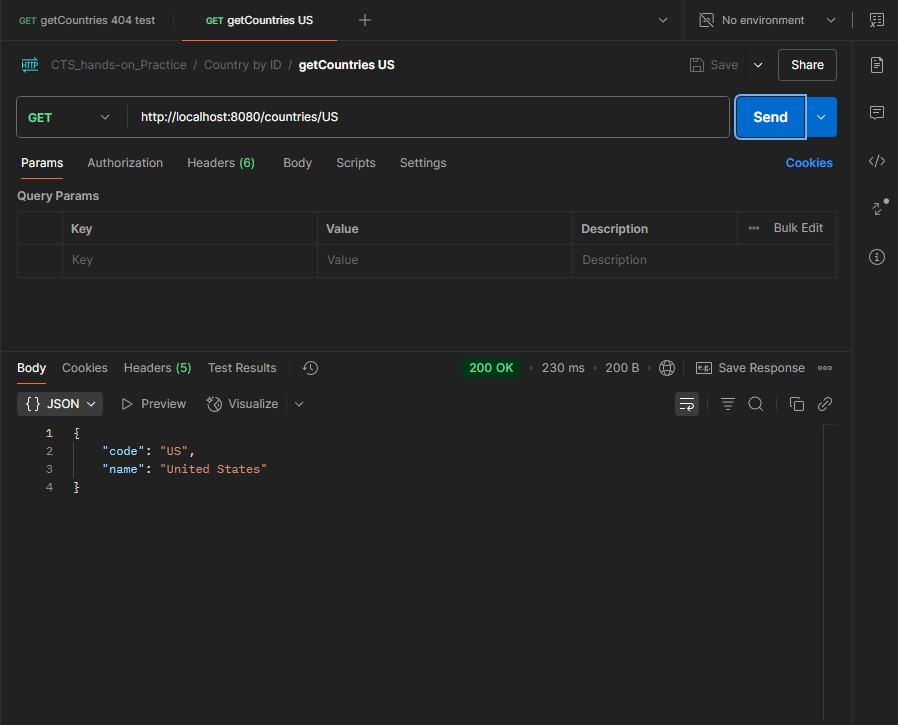 GET getCountries 404 test GET getCountries US No environment
HTTP CTS_hands-on_Practice / Country by ID / getCountries US Save Share
GET http://localhost:8080/countries/US Send
Params Authorization Headers (6) Body Scripts Settings Cookies
Query Params
Key Value Description Bulk Edit
Key Value Description
Body Cookies Headers (5) Test Results 200 OK 230 ms 200 B e.g. Save Response
{} JSON Preview Visualize
1 {
2 "code": "US",
3 "name": "United States"
4 }